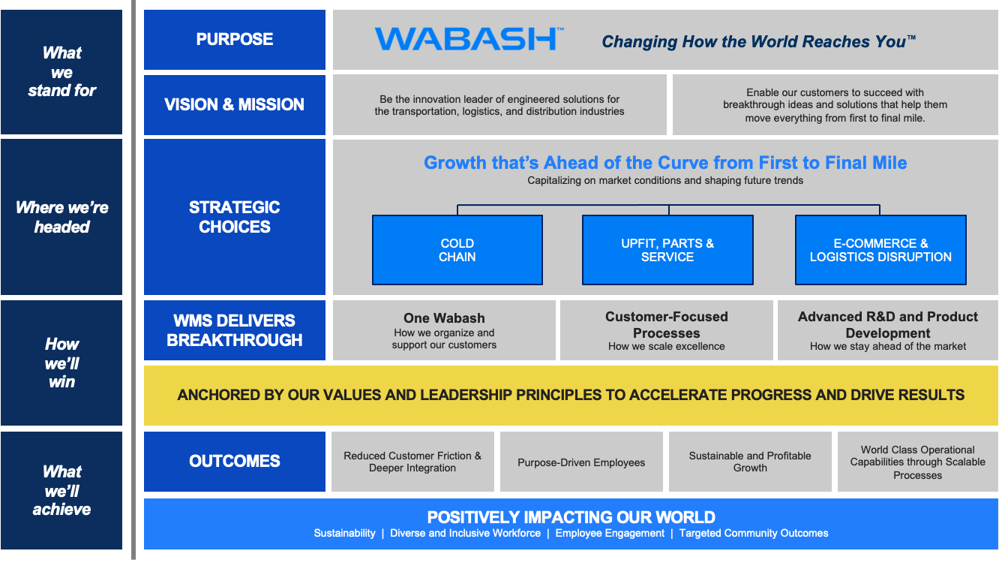 What
we
stand for
PURPOSE
WABASH™
Changing How the World Reaches You™
VISION & MISSION
Be the innovation leader of engineered solutions for
the transportation, logistics, and distribution industries
Enable our customers to succeed with
breakthrough ideas and solutions that help them
move everything from first to final mile.
Where we're
headed
STRATEGIC
CHOICES
Growth that's Ahead of the Curve from First to Final Mile
Capitalizing on market conditions and shaping future trends
COLD
CHAIN
UPFIT, PARTS &
SERVICE
E-COMMERCE &
LOGISTICS DISRUPTION
How
we'll
win
WMS DELIVERS
BREAKTHROUGH
One Wabash
How we organize and
support our customers
Customer-Focused
Processes
How we scale excellence
Advanced R&D and Product
Development
How we stay ahead of the market
ANCHORED BY OUR VALUES AND LEADERSHIP PRINCIPLES TO ACCELERATE PROGRESS AND DRIVE RESULTS
What
we'll
achieve
OUTCOMES
Reduced Customer Friction &
Deeper Integration
Purpose-Driven Employees
Sustainable and Profitable
Growth
World Class Operational
Capabilities through Scalable
Processes
POSITIVELY IMPACTING OUR WORLD
Sustainability | Diverse and Inclusive Workforce | Employee Engagement | Targeted Community Outcomes